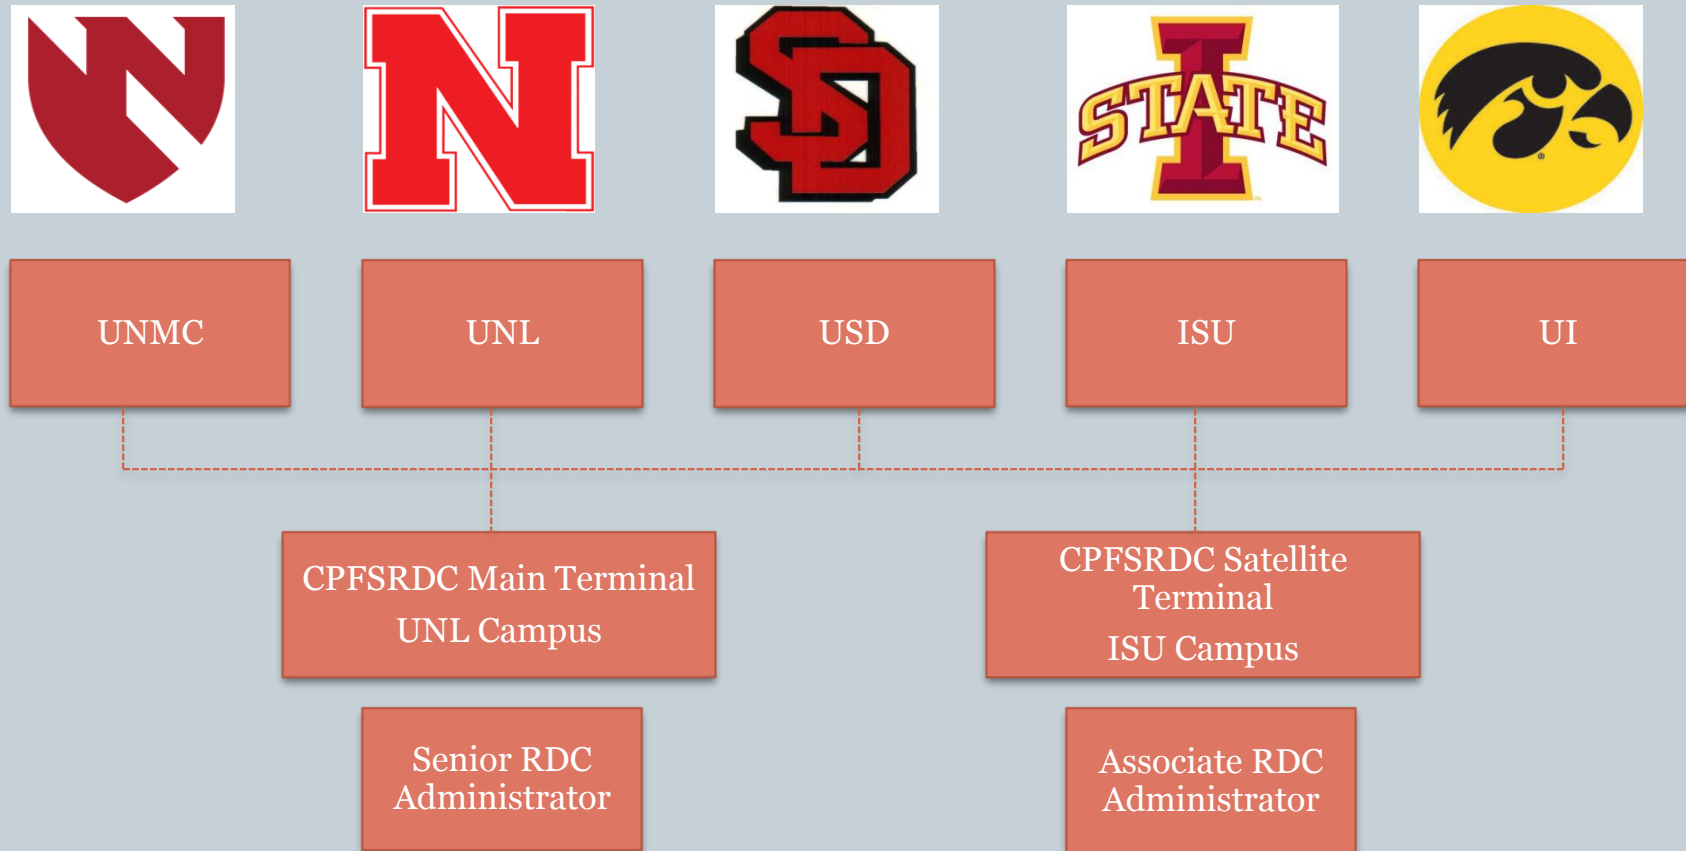 N
SD
STATE
I
®
UNMC
UNL
USD
ISU
UI
CPFSRDC Main Terminal
UNL Campus
CPFSRDC Satellite
Terminal
ISU Campus
Senior RDC
Administrator
Associate RDC
Administrator